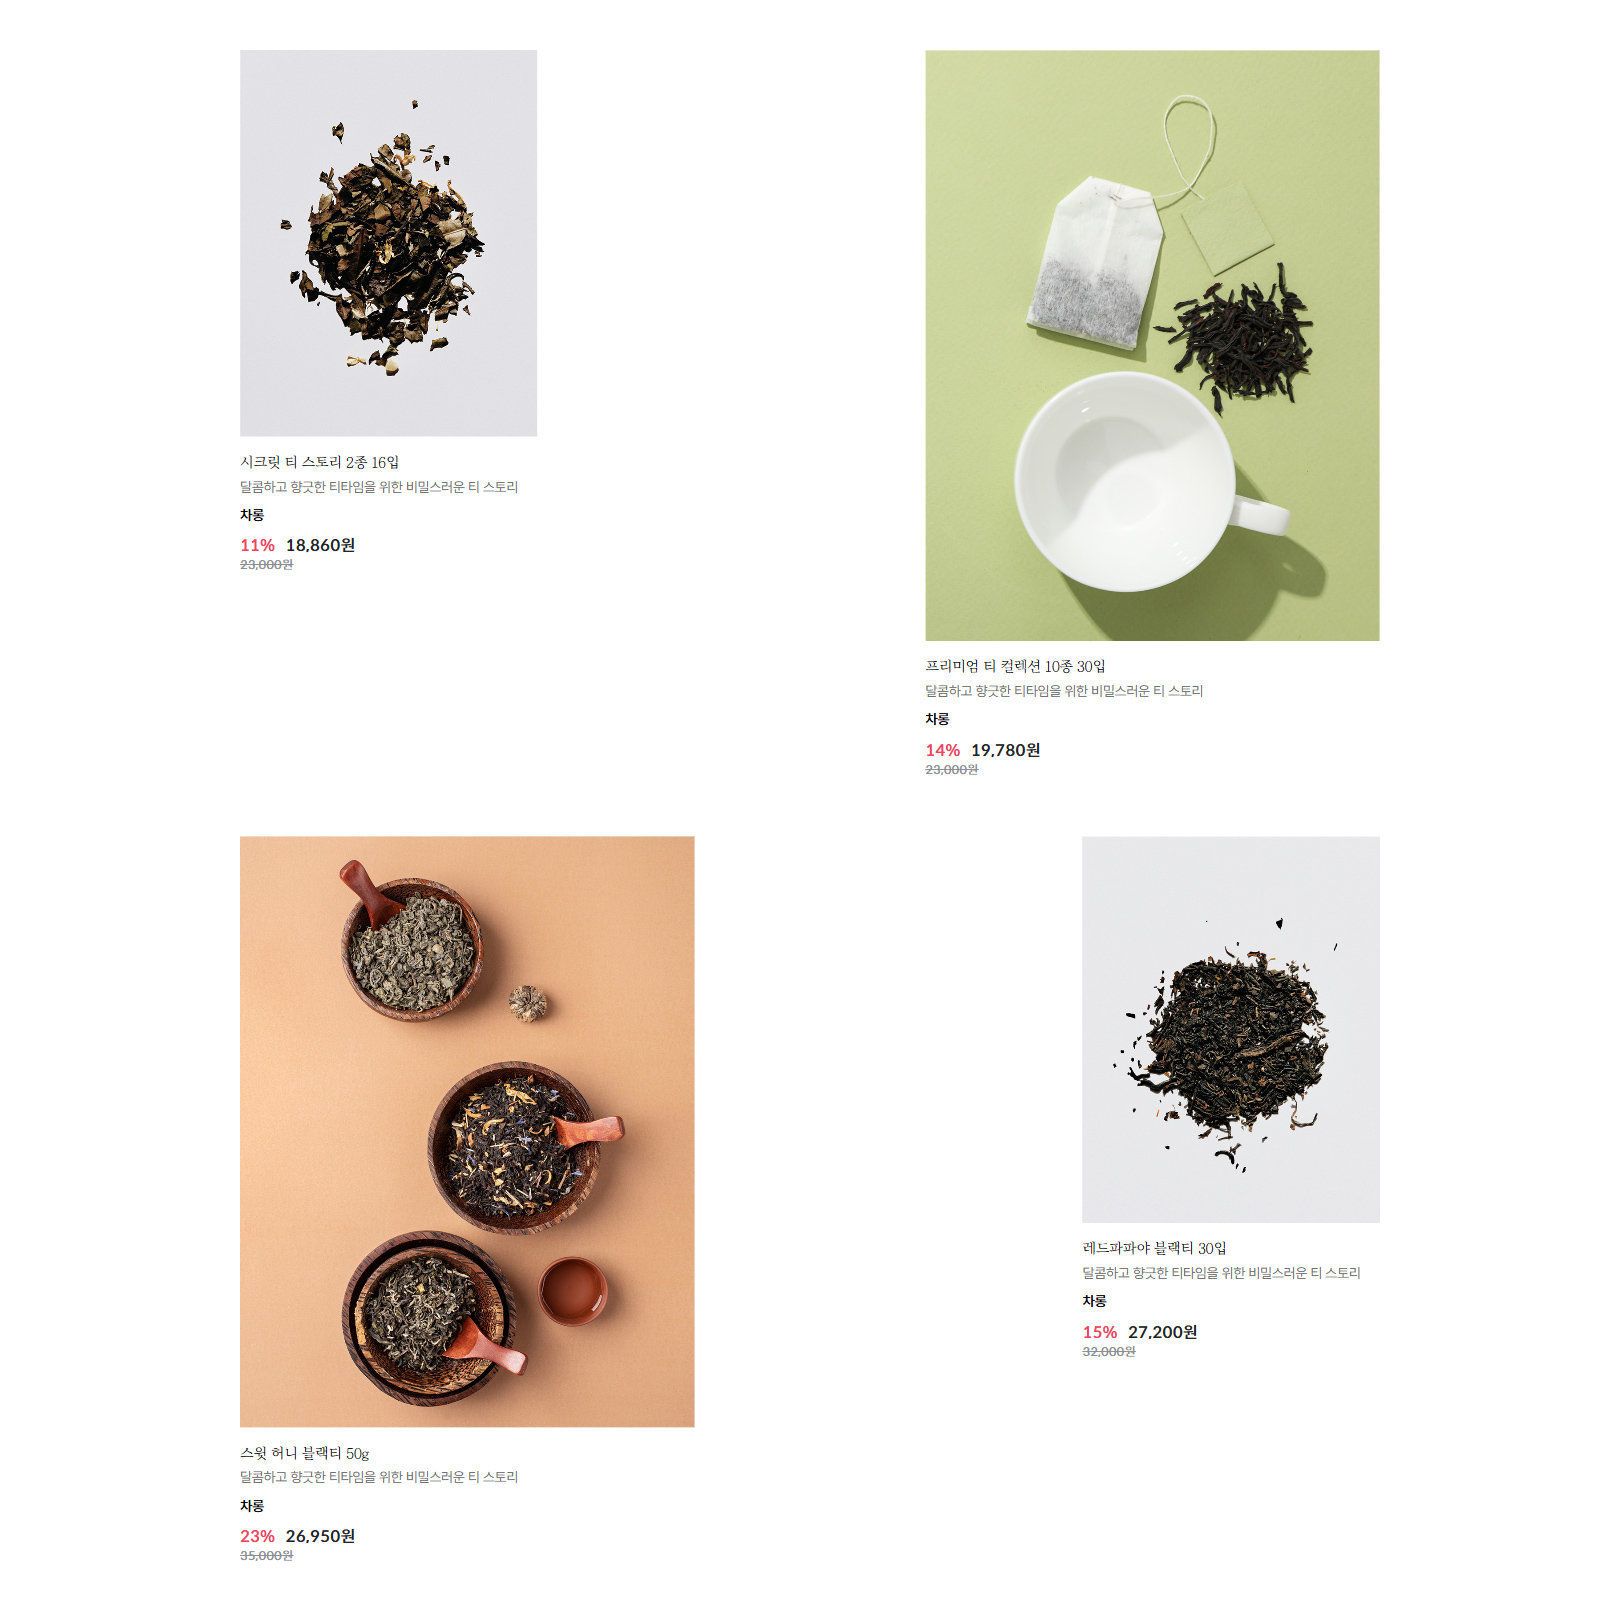 시크릿 티 스토리 2종 16입
달콤하고 향긋한 티타임을 위한 비밀스러운 티 스토리
차롱
11% 18,860원
23,000원
프리미엄 티 컬렉션 10종 30입
달콤하고 향긋한 티타임을 위한 비밀스러운 티 스토리
차롱
14% 19,780원
23,000원
스윗 허니 블랙티 50g
달콤하고 향긋한 티타임을 위한 비밀스러운 티 스토리
차롱
23% 26,950원
35,000원
레드파파야 블랙티 30입
달콤하고 향긋한 티타임을 위한 비밀스러운 티 스토리
차롱
15% 27,200원
32,000원